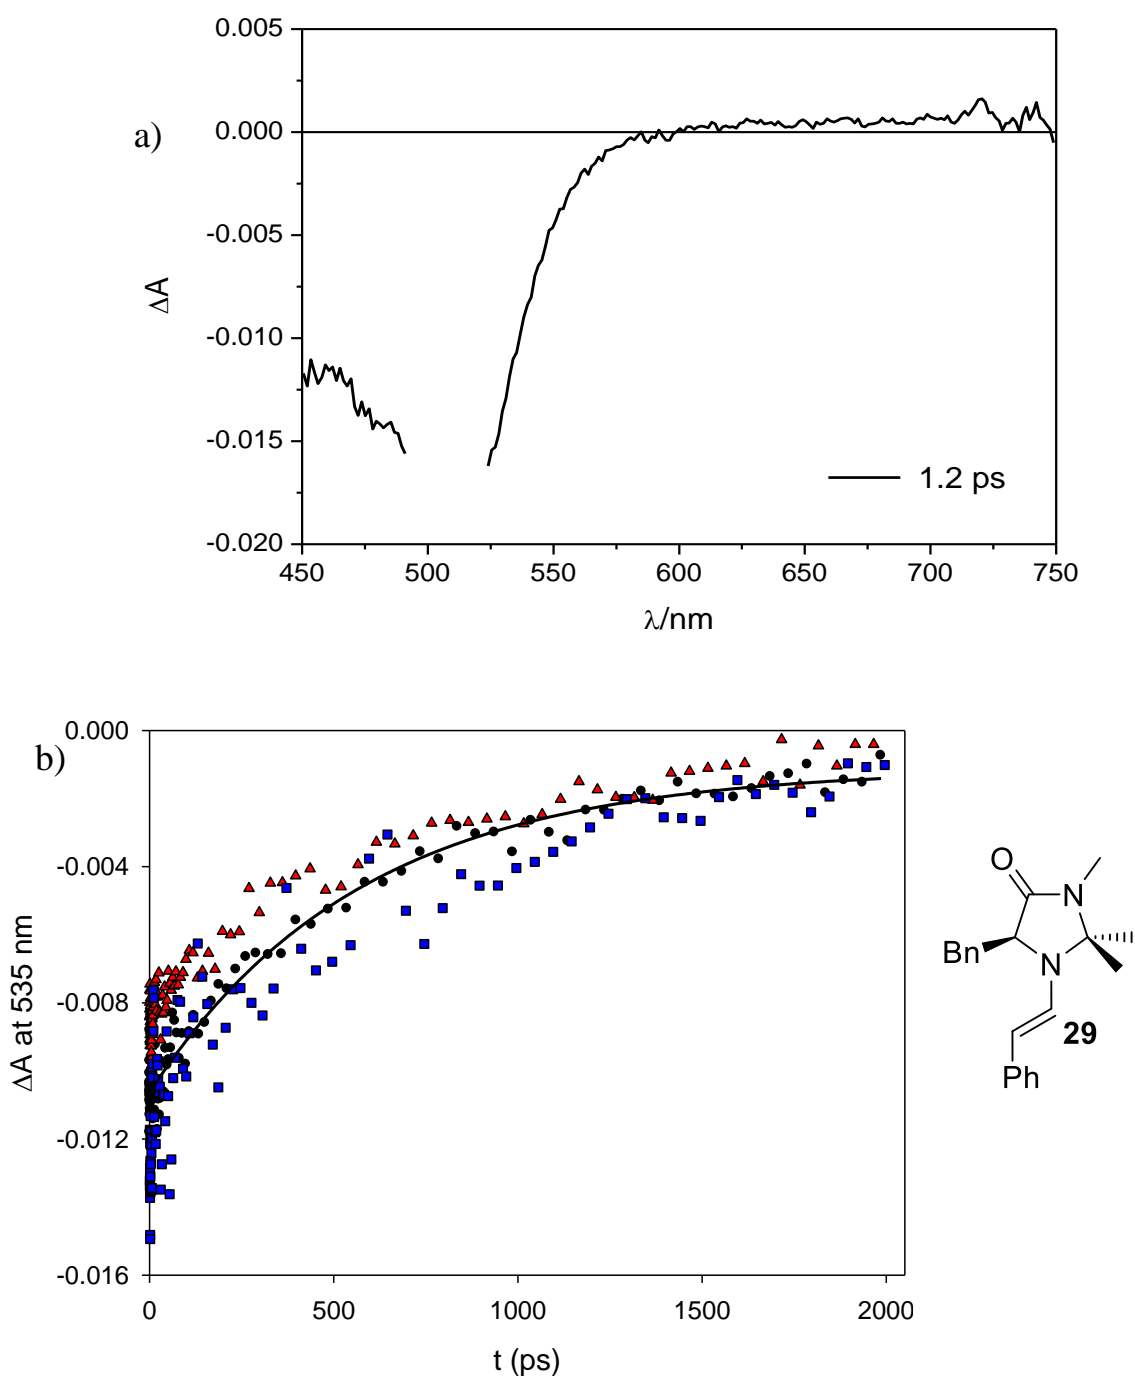 a)
0.005
0.000
-0.005
-0.010
-0.015
-0.020
ΔA
1.2 ps
450 500 550 600 650 700 750
λ/nm
b)
0.000
-0.004
-0.008
-0.012
-0.016
ΔA at 535 nm
0 500 1000 1500 2000
t (ps)
O
N
Bn
N
29
Ph